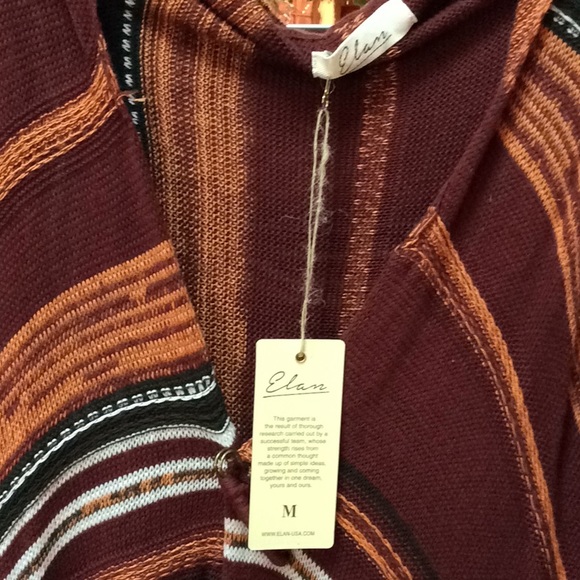 Elan
Elan
This garment is
the result of thorough
research carried out by a
successful team, whose
strength rises from
a common thought
made up of simple ideas,
growing and coming
together in one dream,
yours and ours.
M
WWW.ELAN-USA.COM